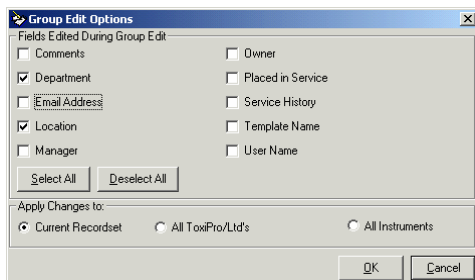 Group Edit Options
Fields Edited During Group Edit
Comments Owner
Department Placed in Service
Email Address Service History
Location Template Name
Manager User Name
Select All Deselect All
Apply Changes to:
Current Recordset All ToxiPro/Ltd's All Instruments
OK Cancel